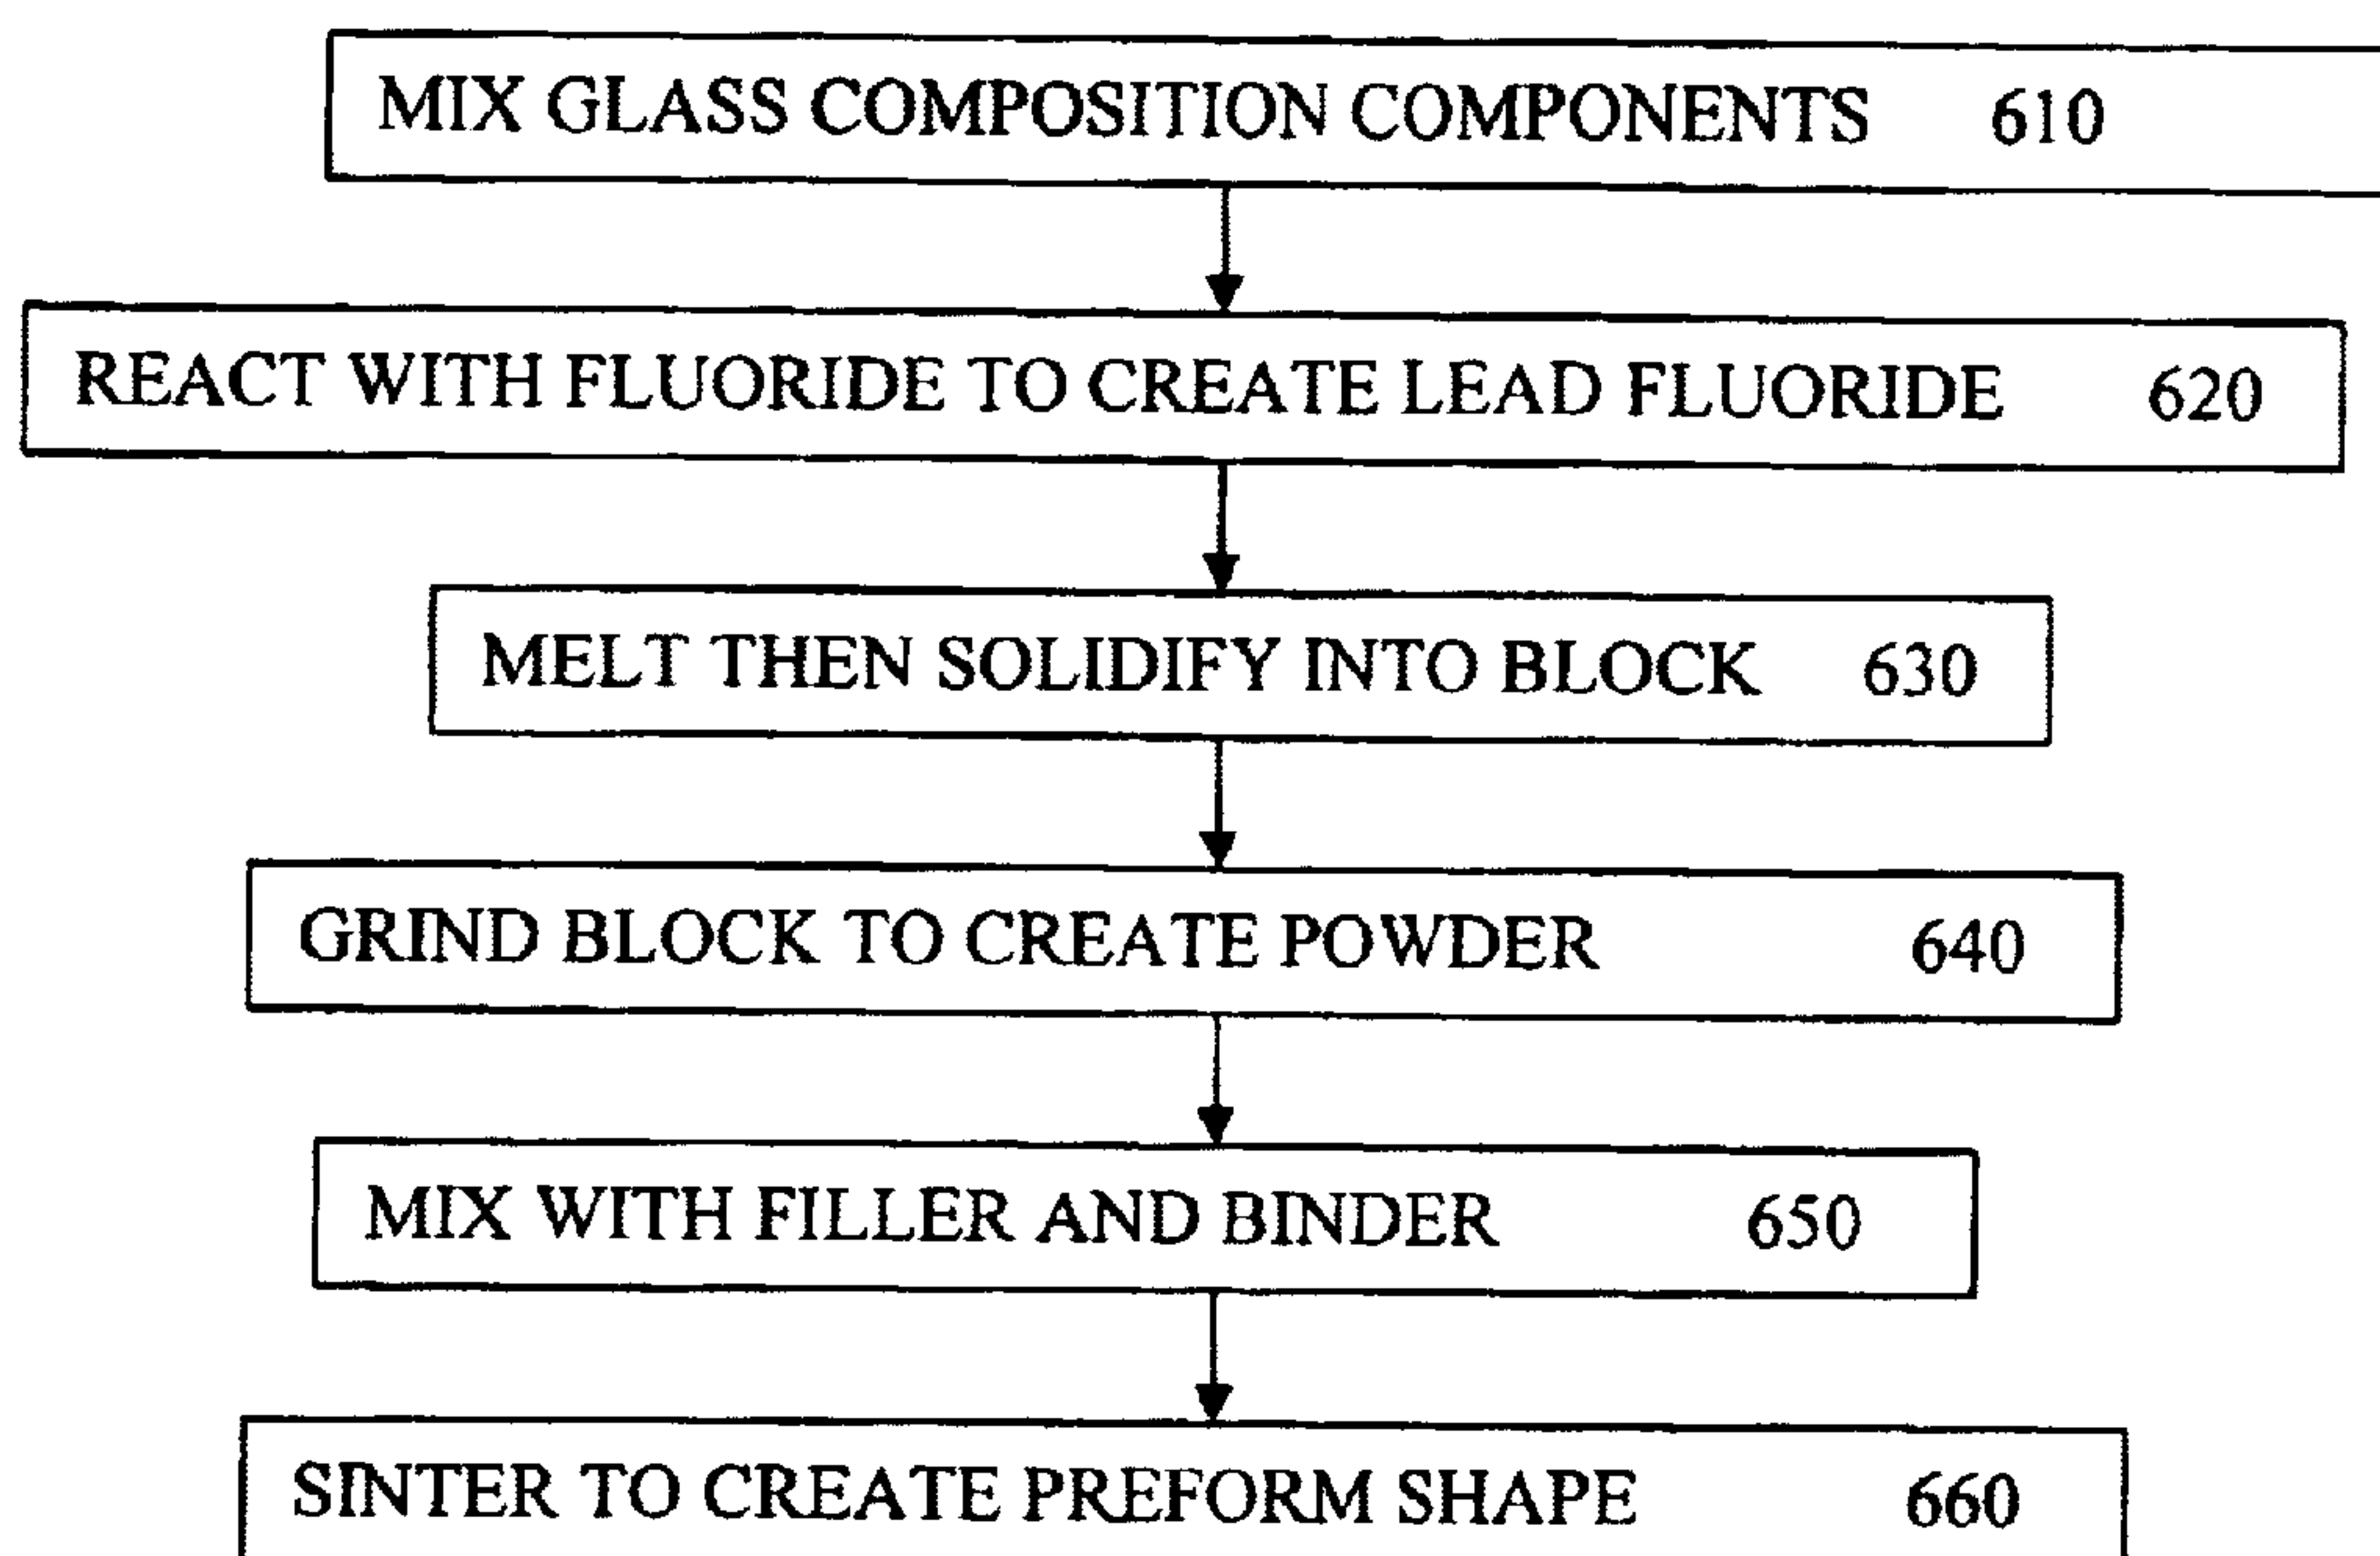 MIX GLASS COMPOSITION COMPONENTS 610
REACT WITH FLUORIDE TO CREATE LEAD FLUORIDE 620
MELT THEN SOLIDIFY INTO BLOCK 630
GRIND BLOCK TO CREATE POWDER 640
MIX WITH FILLER AND BINDER 650
SINTER TO CREATE PREFORM SHAPE 660